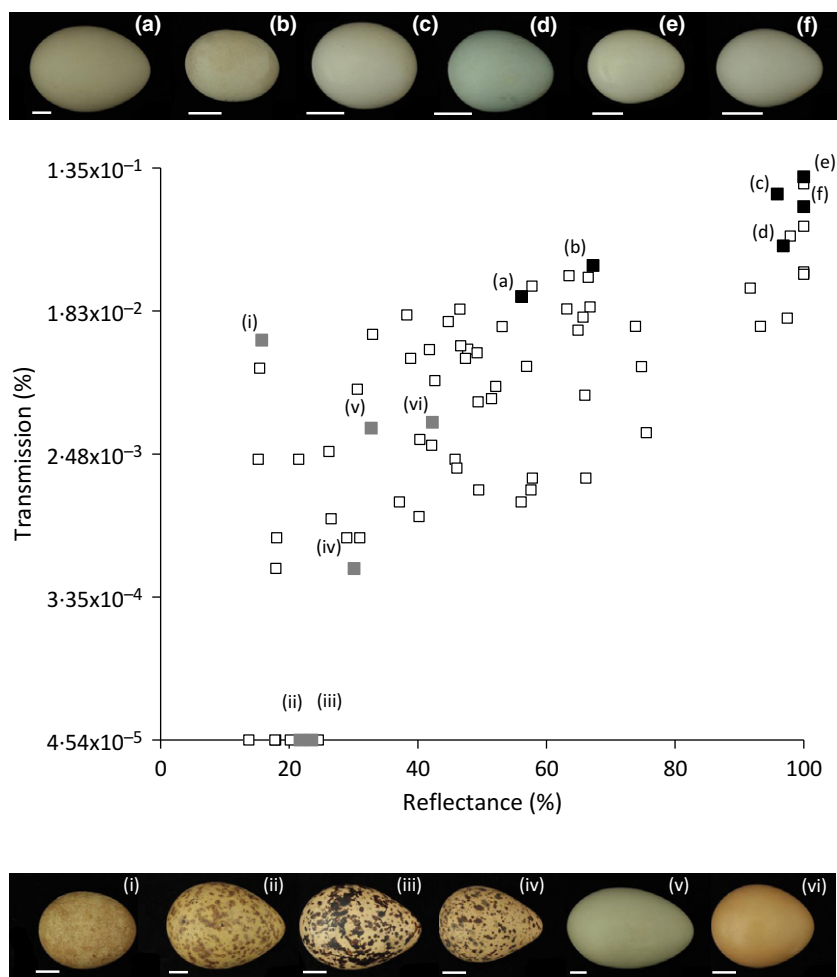 (a) (b) (c) (d) (e) (f)
1·35x10⁻¹
(e)
(c)
(f)
(d)
(b)
(a)
1·83x10⁻²
(i)
(v) (vi)
2·48x10⁻³
(iv)
3·35x10⁻⁴
(ii) (iii)
4·54x10⁻⁵
Transmission (%)
0 20 40 60 80 100
Reflectance (%)
(i) (ii) (iii) (iv) (v) (vi)